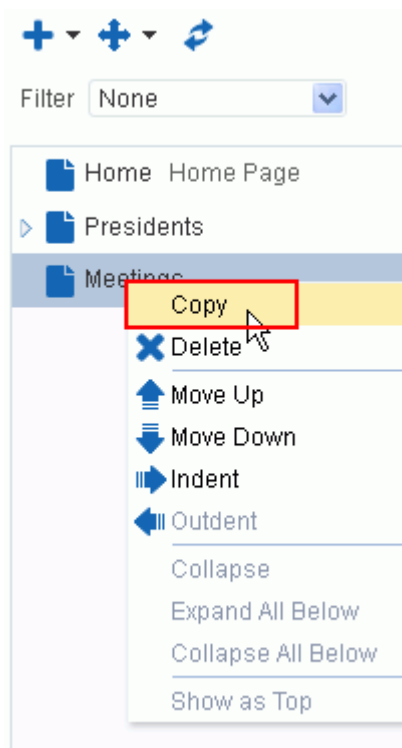 Filter None
Home Home Page
Presidents
Meetings
Copy
Delete
Move Up
Move Down
Indent
Outdent
Collapse
Expand All Below
Collapse All Below
Show as Top